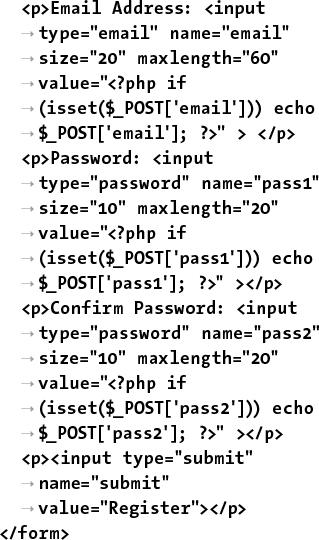 <p>Email Address: <input
→ type="email" name="email"
→ size="20" maxlength="60"
→ value="<?php if
→ (isset($_POST['email'])) echo
→ $_POST['email']; ?>" > </p>
<p>Password: <input
→ type="password" name="pass1"
→ size="10" maxlength="20"
→ value="<?php if
→ (isset($_POST['pass1'])) echo
→ $_POST['pass1']; ?>" ></p>
<p>Confirm Password: <input
→ type="password" name="pass2"
→ size="10" maxlength="20"
→ value="<?php if
→ (isset($_POST['pass2'])) echo
→ $_POST['pass2']; ?>" ></p>
<p><input type="submit"
→ name="submit"
→ value="Register"></p>
</form>